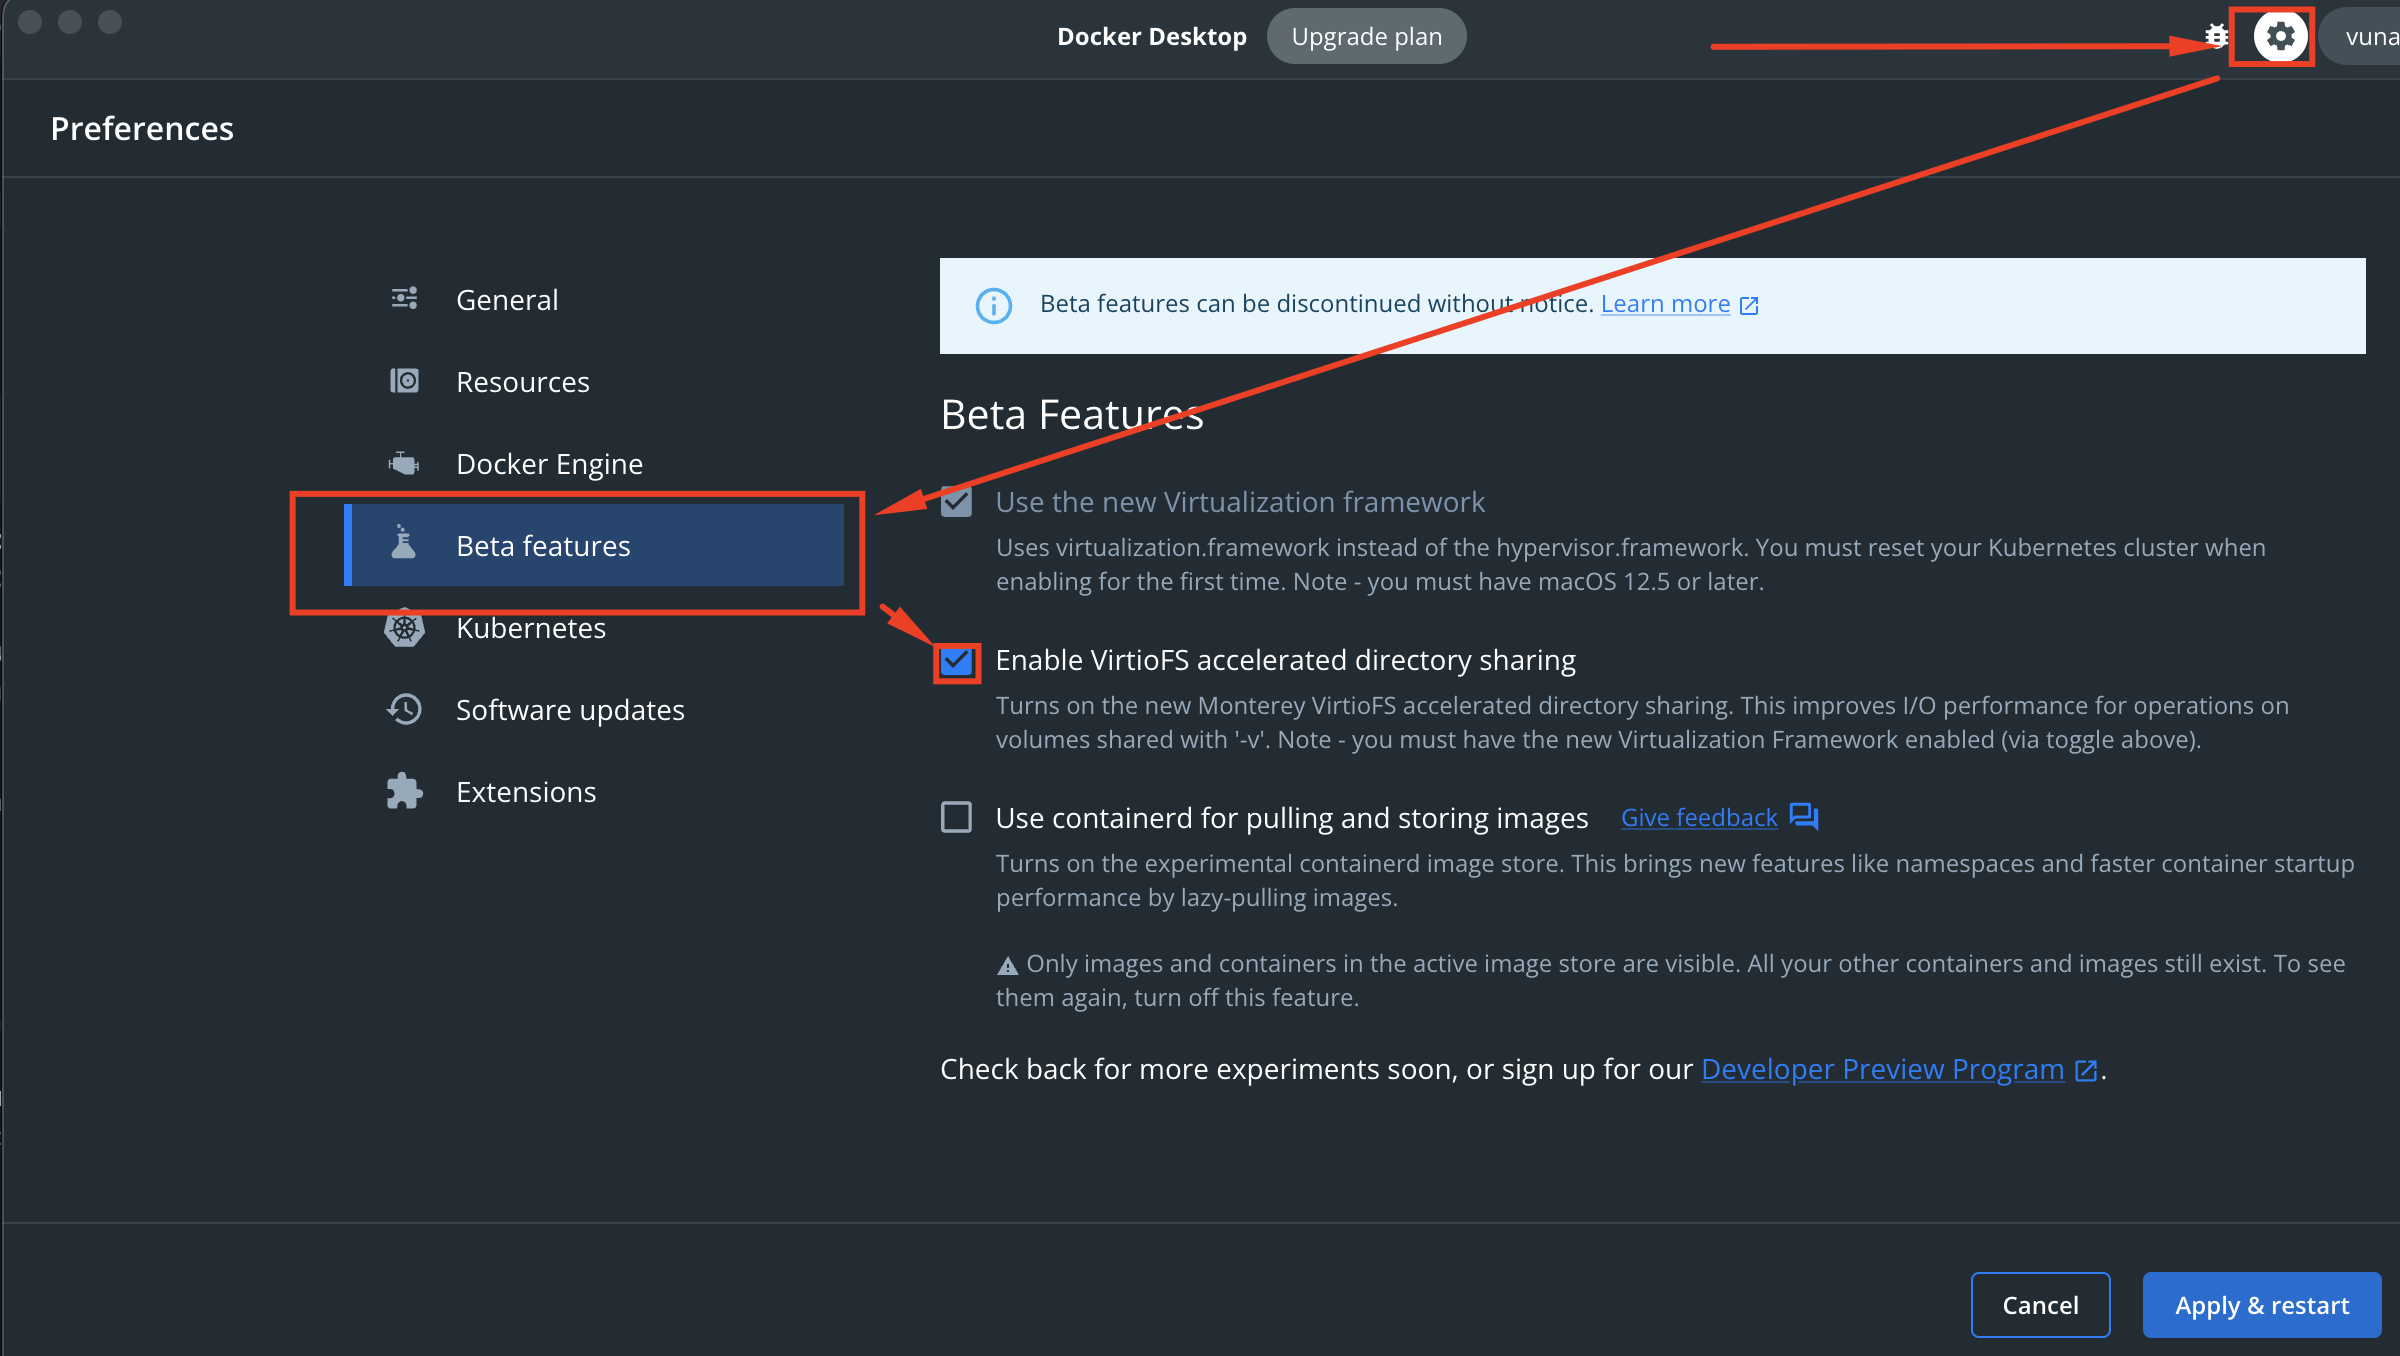 Docker Desktop
Upgrade plan
vuna
Preferences
General
Resources
Docker Engine
Beta features
Kubernetes
Software updates
Extensions
Beta features can be discontinued without notice. Learn more
Beta Features
Use the new Virtualization framework
Uses virtualization.framework instead of the hypervisor.framework. You must reset your Kubernetes cluster when
enabling for the first time. Note - you must have macOS 12.5 or later.
Enable VirtioFS accelerated directory sharing
Turns on the new Monterey VirtioFS accelerated directory sharing. This improves I/O performance for operations on
volumes shared with '-v'. Note - you must have the new Virtualization Framework enabled (via toggle above).
Use containerd for pulling and storing images Give feedback
Turns on the experimental containerd image store. This brings new features like namespaces and faster container startup
performance by lazy-pulling images.
Only images and containers in the active image store are visible. All your other containers and images still exist. To see
them again, turn off this feature.
Check back for more experiments soon, or sign up for our Developer Preview Program .
Cancel
Apply & restart